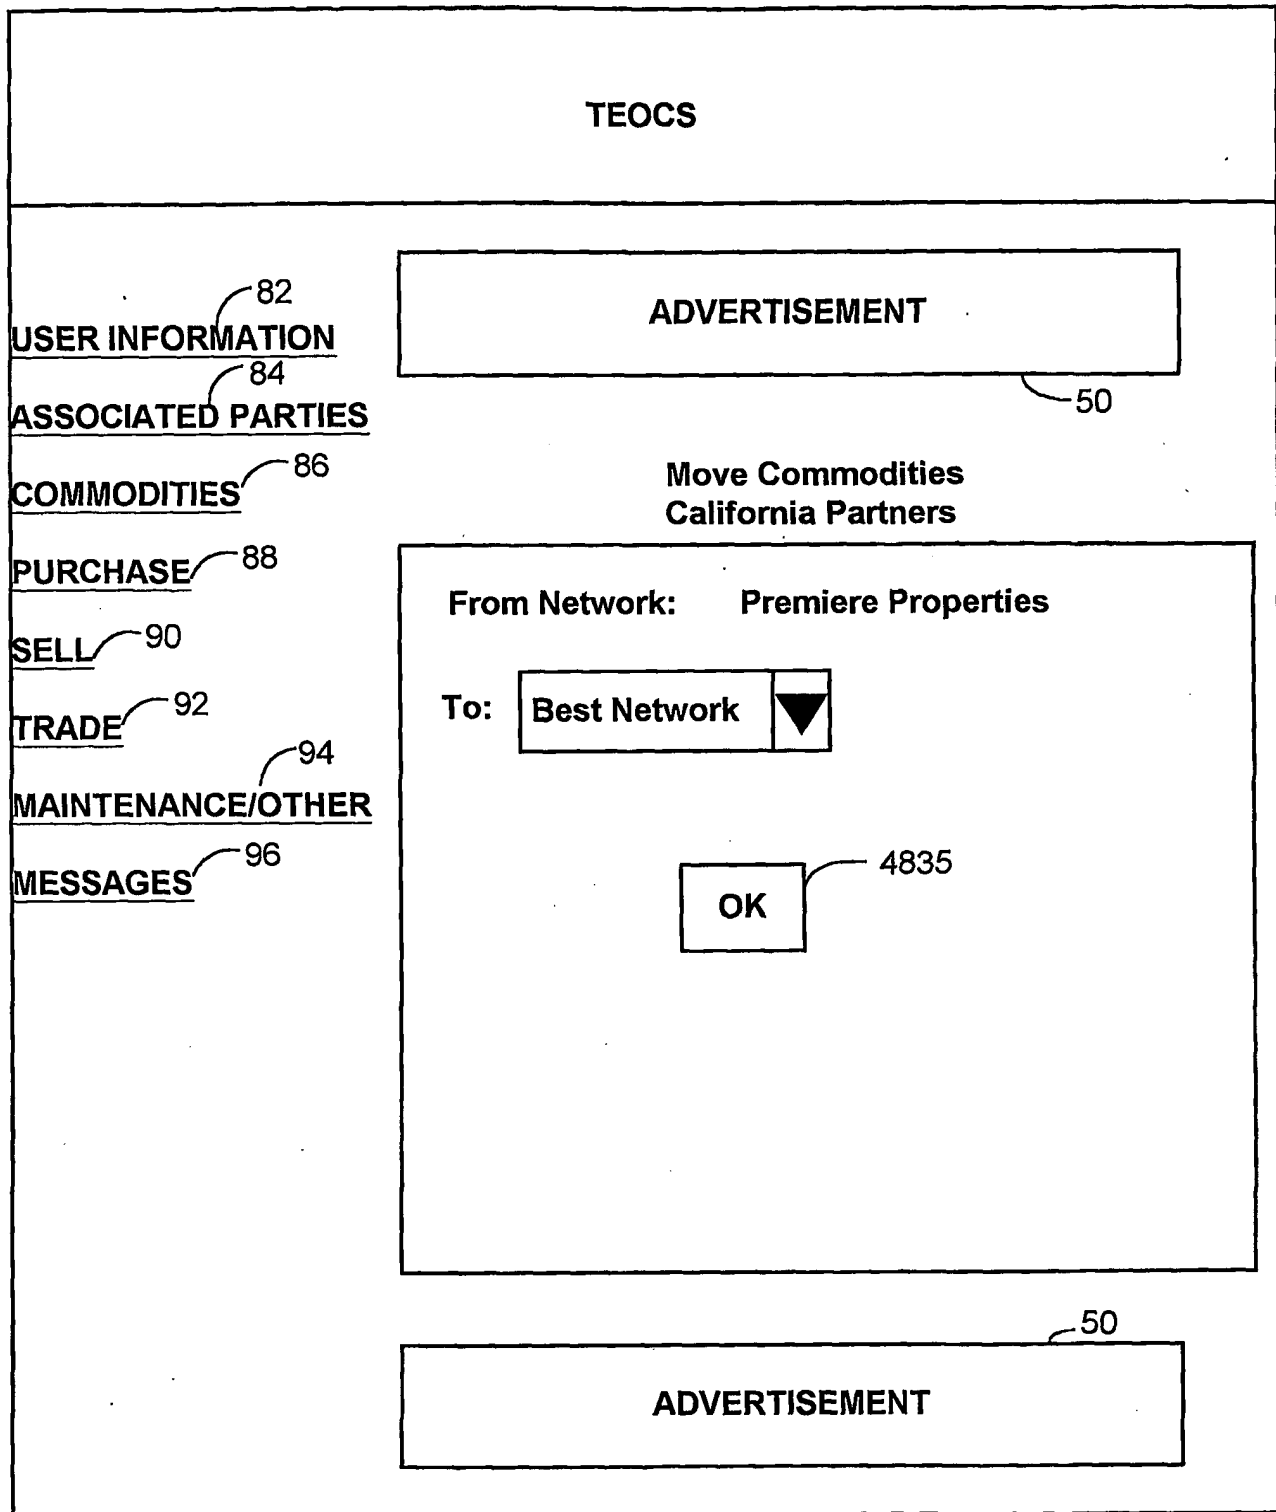 TEOCS
82
USER INFORMATION
84
ASSOCIATED PARTIES
86
COMMODITIES
88
PURCHASE
90
SELL
92
TRADE
94
MAINTENANCE/OTHER
96
MESSAGES
ADVERTISEMENT
50
Move Commodities
California Partners
From Network: Premiere Properties
To: Best Network
4835
OK
50
ADVERTISEMENT